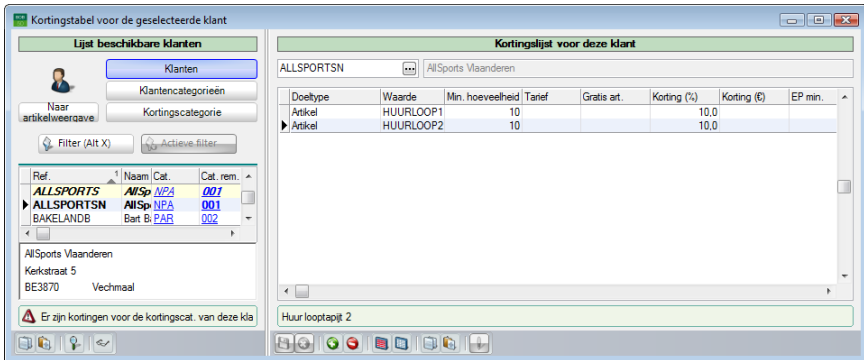 Kortingstabel voor de geselecteerde klant
Lijst beschikbare klanten
Klanten
Klantencategorieën
Naar artikelweergave
Kortingscategorie
Filter (Alt X)
Actieve filter
Ref. 1 Naam Cat. Cat. rem.
ALLSPORTS AllSp NPA 001
ALLSPORTSN AllSp NPA 001
BAKELANDB Bart Ba PAR 002
AllSports Vlaanderen
Kerkstraat 5
BE3870 Vechmaal
Er zijn kortingen voor de kortingscat. van deze kla
Kortingslijst voor deze klant
ALLSPORTSN ... AllSports Vlaanderen
Doeltype Waarde Min. hoeveelheid Tarief Gratis art. Korting (%) Korting (€) EP min.
Artikel HUURLOOP1 10 10,0
Artikel HUURLOOP2 10 10,0
Huur looptapijt 2